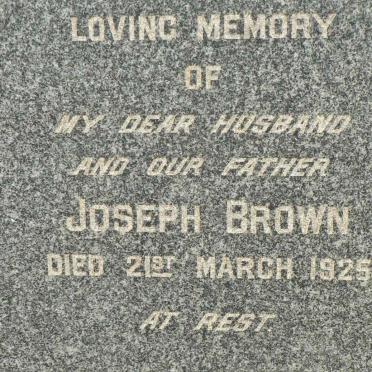 LOVING MEMORY
OF
MY DEAR HUSBAND
AND OUR FATHER
JOSEPH BROWN
DIED 21ST MARCH 1925
AT REST.